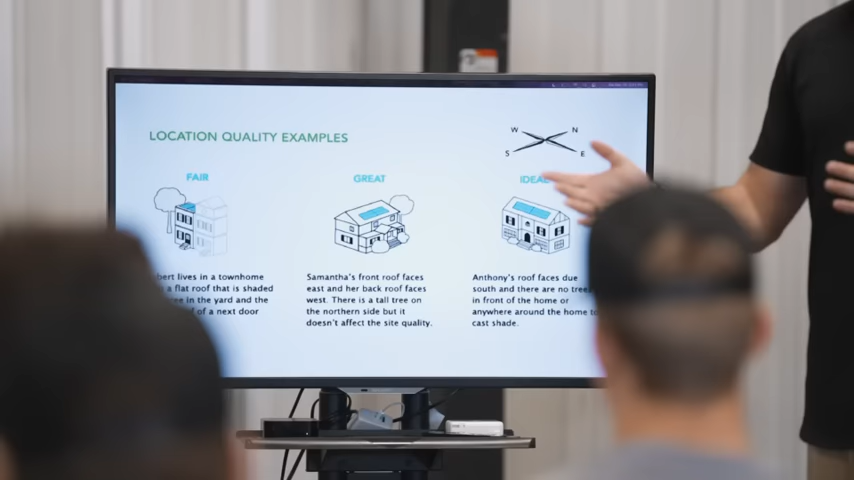 LOCATION QUALITY EXAMPLES
W N
S E
FAIR
bert lives in a townhome
a flat roof that is shaded
ree in the yard and the
of a next door
GREAT
Samantha's front roof faces
east and her back roof faces
west. There is a tall tree on
the northern side but it
doesn't affect the site quality.
IDEAL
Anthony's roof faces due
south and there are no trees
in front of the home or
anywhere around the home to
cast shade.